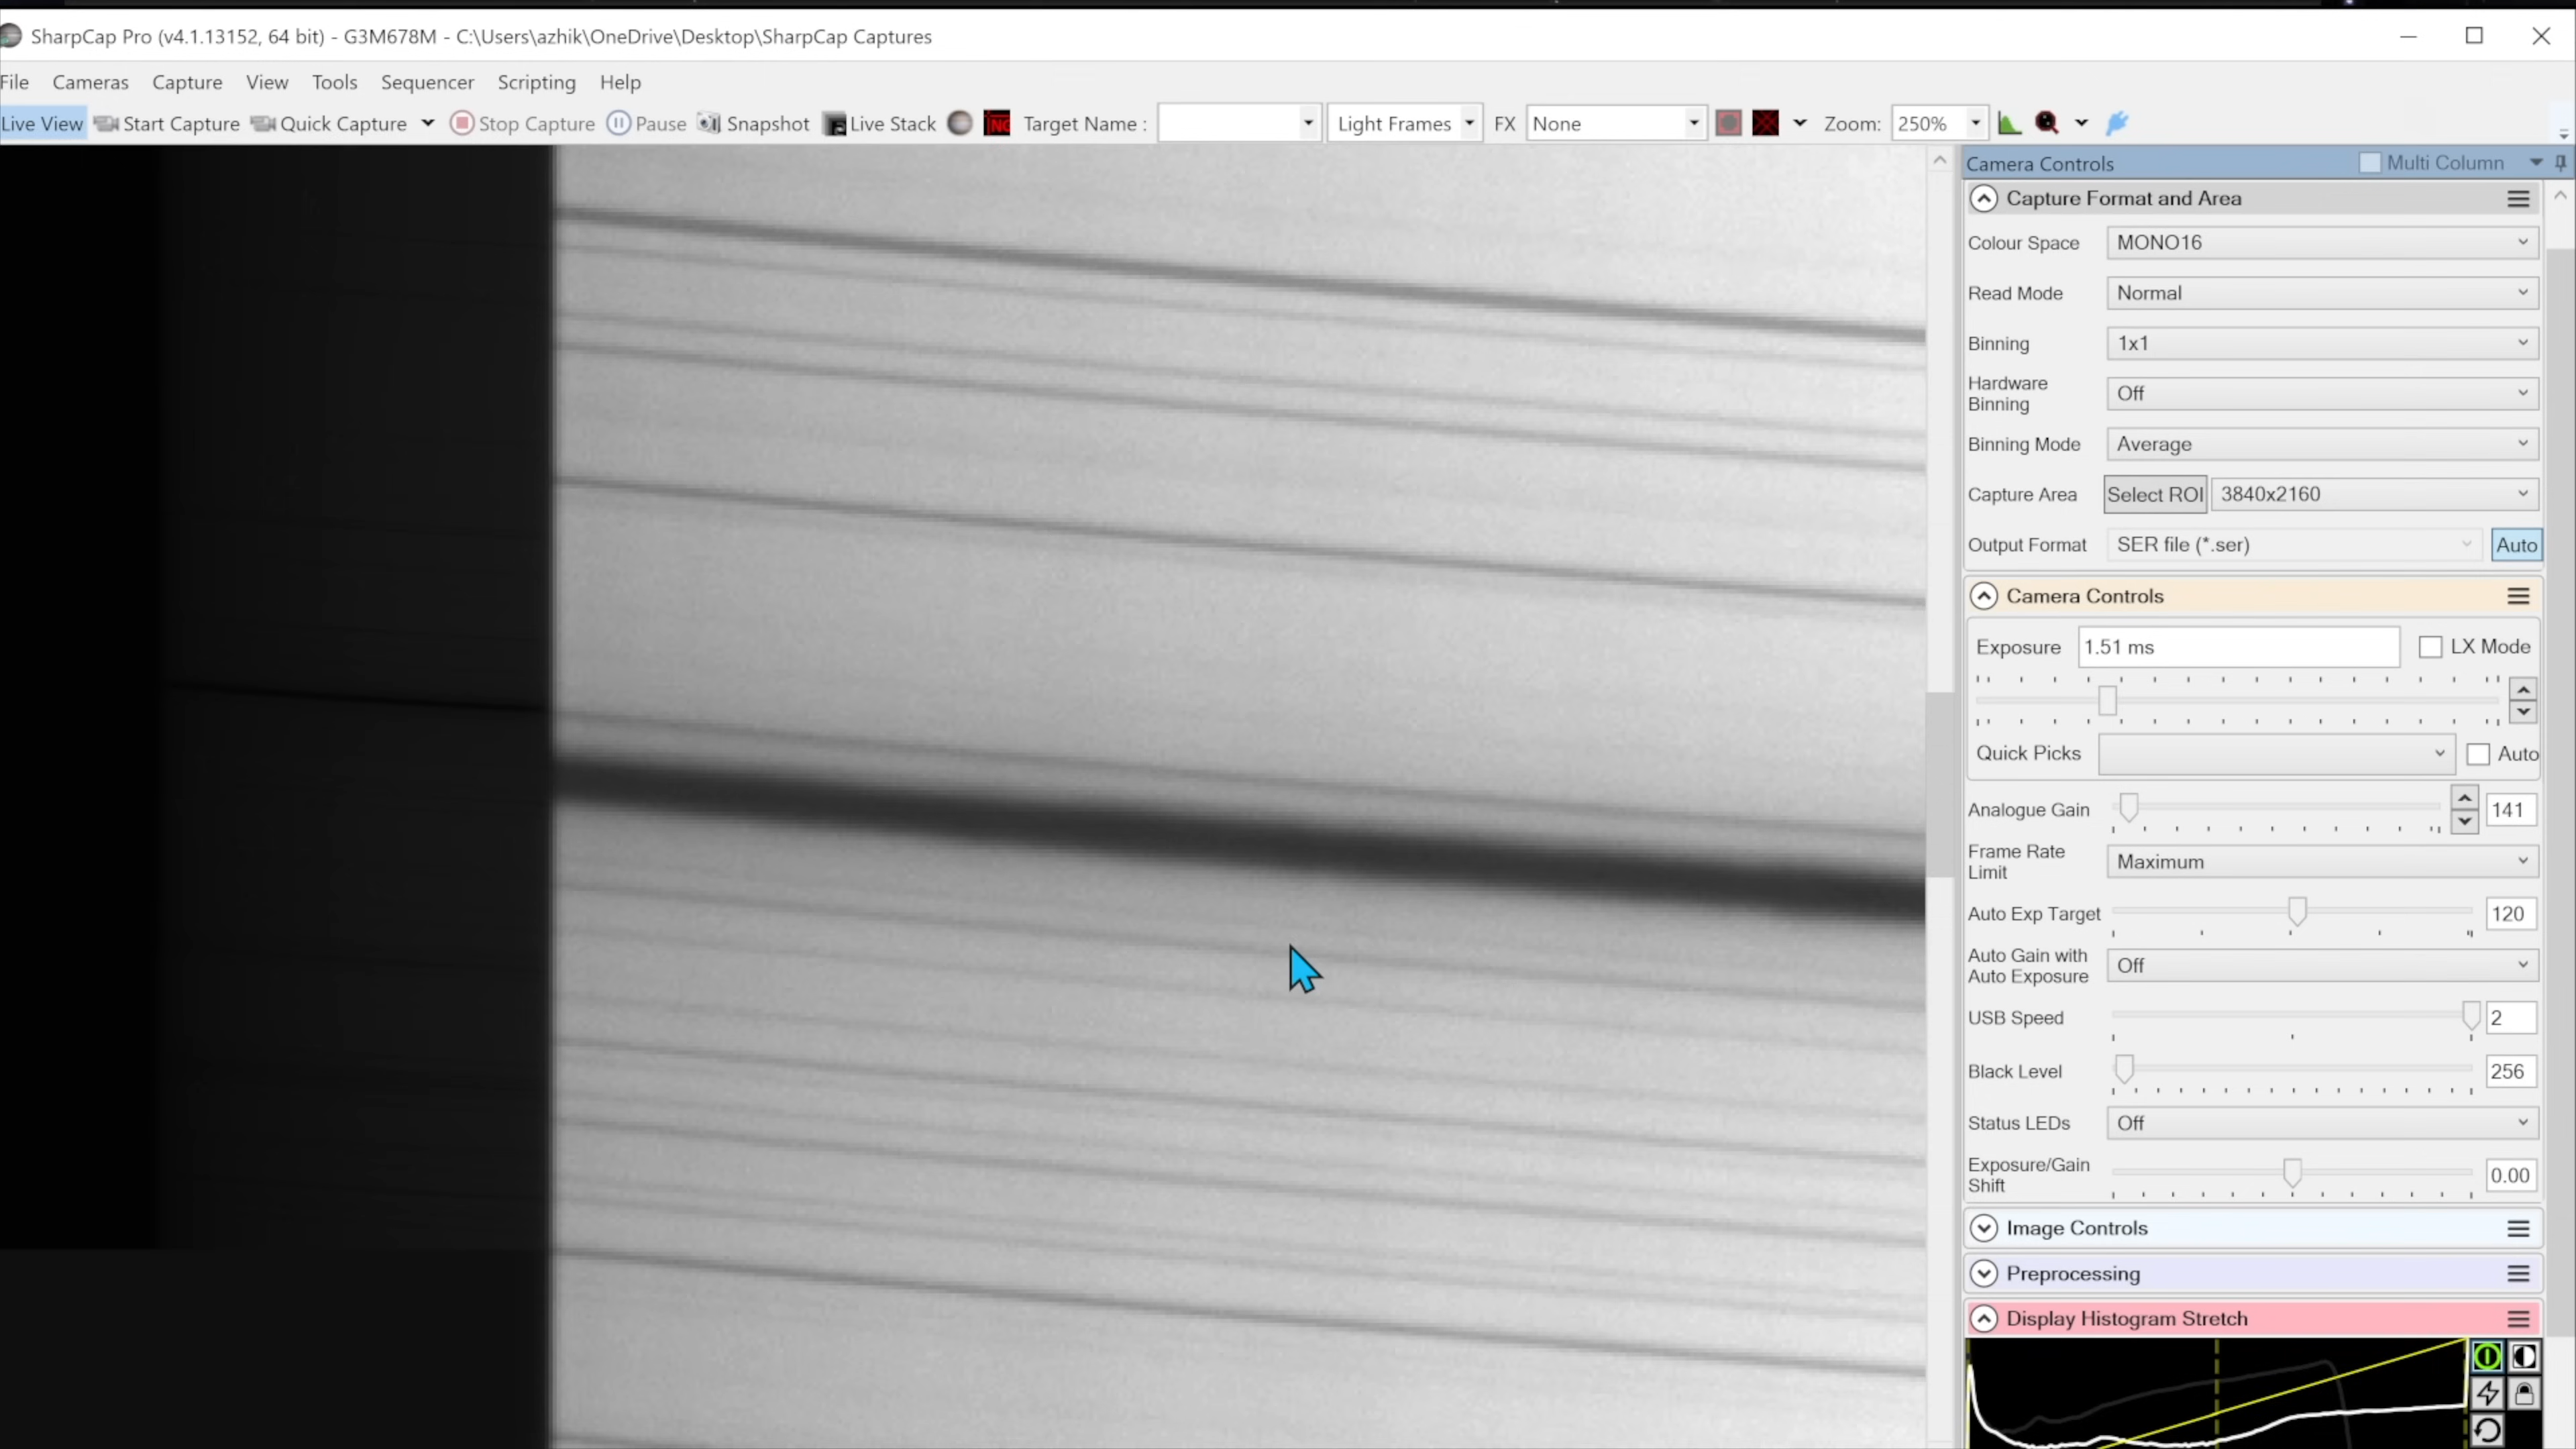 SharpCap Pro (v4.1.13152, 64 bit) - G3M678M - C:\Users\azhik\OneDrive\Desktop\SharpCap Captures
File Cameras Capture View Tools Sequencer Scripting Help
Live View Start Capture Quick Capture Stop Capture Pause Snapshot Live Stack Target Name : Light Frames FX None Zoom: 250%
Camera Controls Multi Column
Capture Format and Area
Colour Space MONO16
Read Mode Normal
Binning 1x1
Hardware Binning Off
Binning Mode Average
Capture Area Select ROI 3840x2160
Output Format SER file (*.ser) Auto
Camera Controls
Exposure 1.51 ms LX Mode
Quick Picks Auto
Analogue Gain 141
Frame Rate Limit Maximum
Auto Exp Target 120
Auto Gain with Auto Exposure Off
USB Speed 2
Black Level 256
Status LEDs Off
Exposure/Gain Shift 0.00
Image Controls
Preprocessing
Display Histogram Stretch